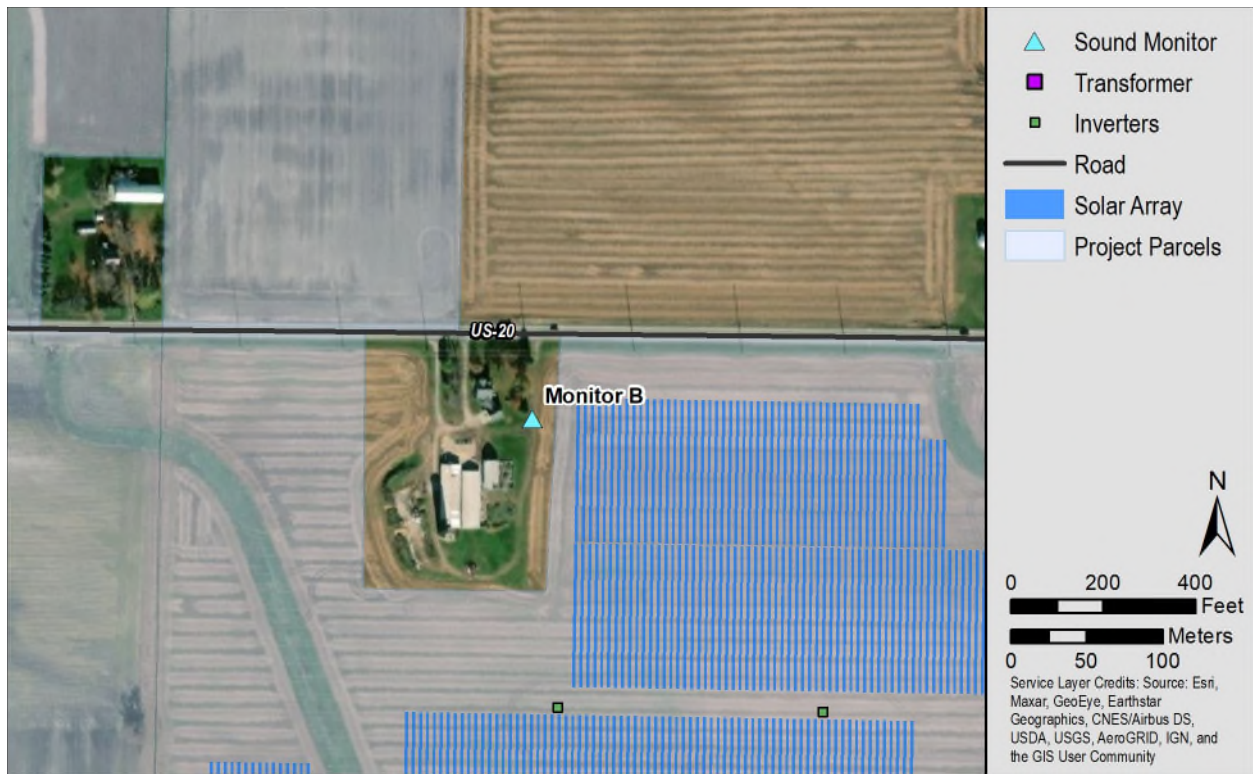 Sound Monitor
Transformer
Inverters
Road
Solar Array
Project Parcels
US-20
Monitor B
N
0 200 400
Feet
Meters
0 50 100
Service Layer Credits: Source: Esri,
Maxar, GeoEye, Earthstar
Geographics, CNES/Airbus DS,
USDA, USGS, AeroGRID, IGN, and
the GIS User Community